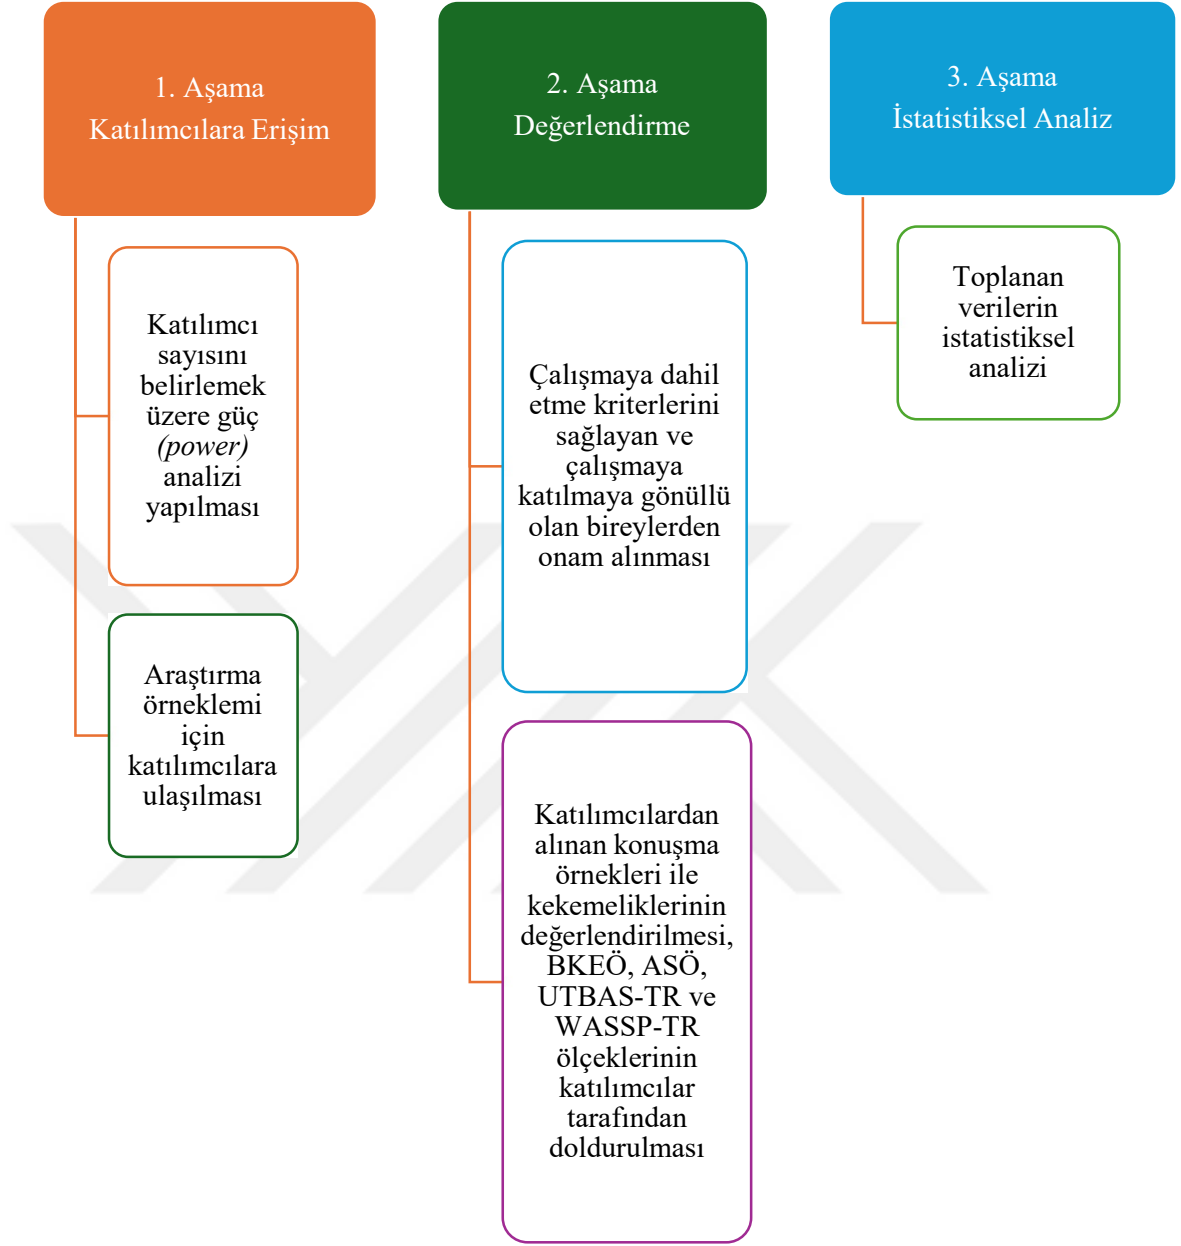 1. Aşama
Katılımcılara Erişim
Katılımcı
sayısını
belirlemek
üzere güç
(power)
analizi
yapılması
Araştırma
örneklemi
için
katılımcılara
ulaşılması
2. Aşama
Değerlendirme
Çalışmaya dahil
etme kriterlerini
sağlayan ve
çalışmaya
katılmaya gönüllü
olan bireylerden
onam alınması
Katılımcılardan
alınan konuşma
örnekleri ile
kekemeliklerinin
değerlendirilmesi,
BKEÖ, ASÖ,
UTBAS-TR ve
WASSP-TR
ölçeklerinin
katılımcılar
tarafından
doldurulması
3. Aşama
İstatistiksel Analiz
Toplanan
verilerin
istatistiksel
analizi